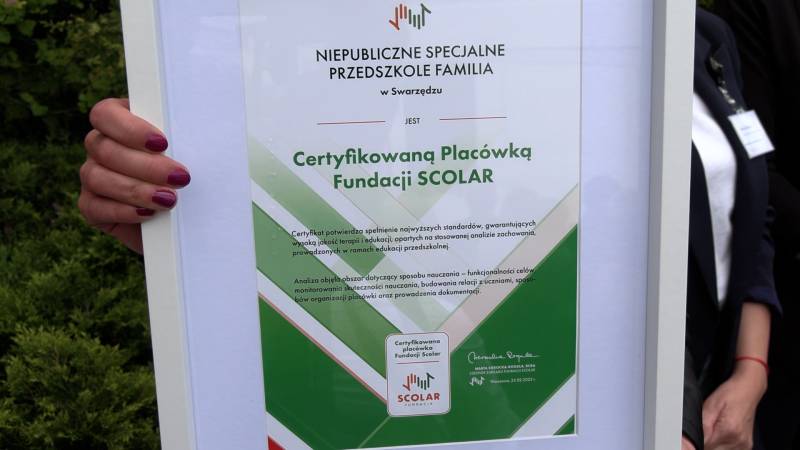 NIEPUBLICZNE SPECJALNE
PRZEDSZKOLE FAMILIA
w Swarzędzu
JEST
Certyfikowaną Placówką
Fundacji SCOLAR
Certyfikat potwierdza spełnienie najwyższych standardów, gwarantujących
wysoką jakość terapii i edukacji, opartych na stosowanej analizie zachowania,
prowadzonych w ramach edukacji przedszkolnej.
Analiza objęła obszar dotyczący sposobu nauczania – funkcjonalności celów
monitorowania skuteczności nauczania, budowania relacji z uczniami, sposo-
bów organizacji placówki oraz prowadzenia dokumentacji.
Certyfikowana
placówka
Fundacji Scolar
SCOLAR
FUNDACJA